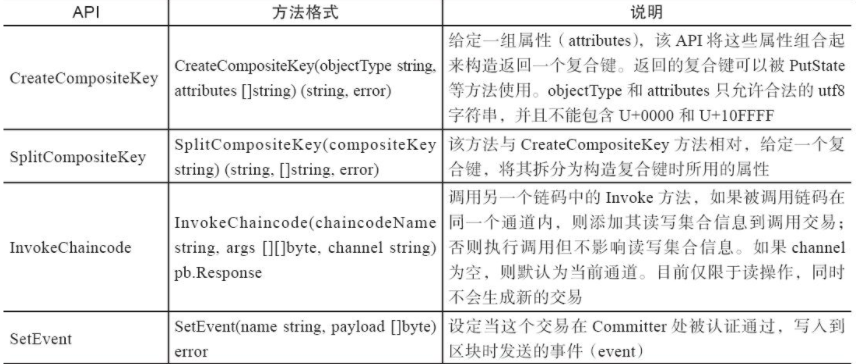 API 方法格式 说明
CreateCompositeKey
CreateCompositeKey(objectType string,
attributes []string) (string, error)
给定一组属性（attributes），该 API 将这些属性组合起
来构造返回一个复合键。返回的复合键可以被 PutState
等方法使用。objectType 和 attributes 只允许合法的 utf8
字符串，并且不能包含 U+0000 和 U+10FFFF
SplitCompositeKey
SplitCompositeKey(compositeKey
string) (string, []string, error)
该方法与 CreateCompositeKey 方法相对，给定一个复
合键，将其拆分为构造复合键时所用的属性
InvokeChaincode
InvokeChaincode(chaincodeName
string, args [][]byte, channel string)
pb.Response
调用另一个链码中的 Invoke 方法，如果被调用链码在
同一个通道内，则添加其读写集合信息到调用交易；
否则执行调用但不影响读写集合信息。如果 channel
为空，则默认为当前通道。目前仅限于读操作，同时
不会生成新的交易
SetEvent
SetEvent(name string, payload []byte)
error
设定当这个交易在 Committer 处被认证通过，写入到
区块时发送的事件（event）